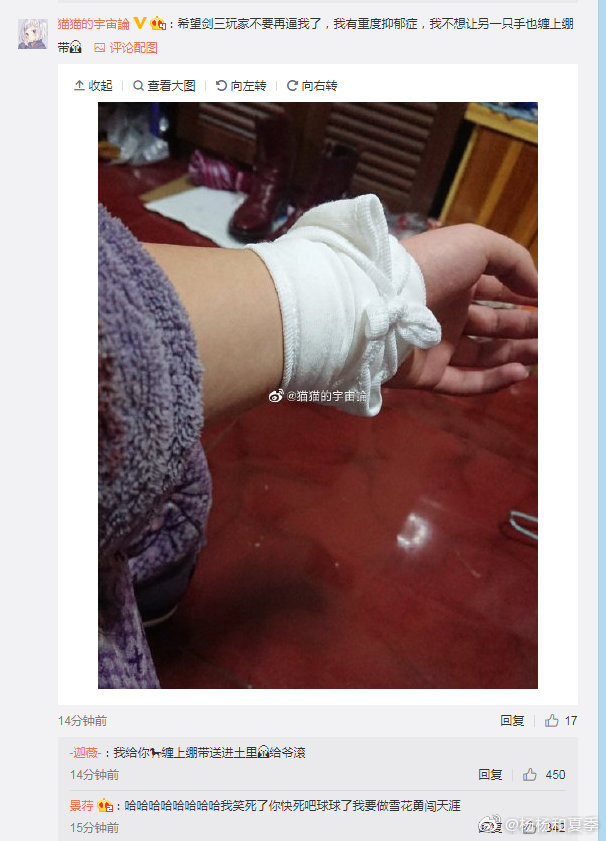 猫猫的宇宙論：希望剑三玩家不要再逼我了，我有重度抑郁症，我不想让另一只手也缠上绷
带 评论配图
收起 查看大图 向左转 向右转
@猫猫的宇宙論
14分钟前 回复 17
-迦薇-：我给你🐎缠上绷带送进土里给爷滚
14分钟前 回复 450
景荇：哈哈哈哈哈哈哈哈我笑死了你快死吧球球了我要做雪花勇闯天涯
15分钟前 回复 342
@杨杨和夏季